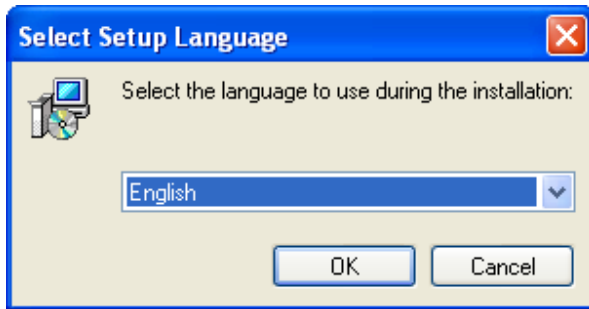 Select Setup Language
Select the language to use during the installation:
English
OK
Cancel